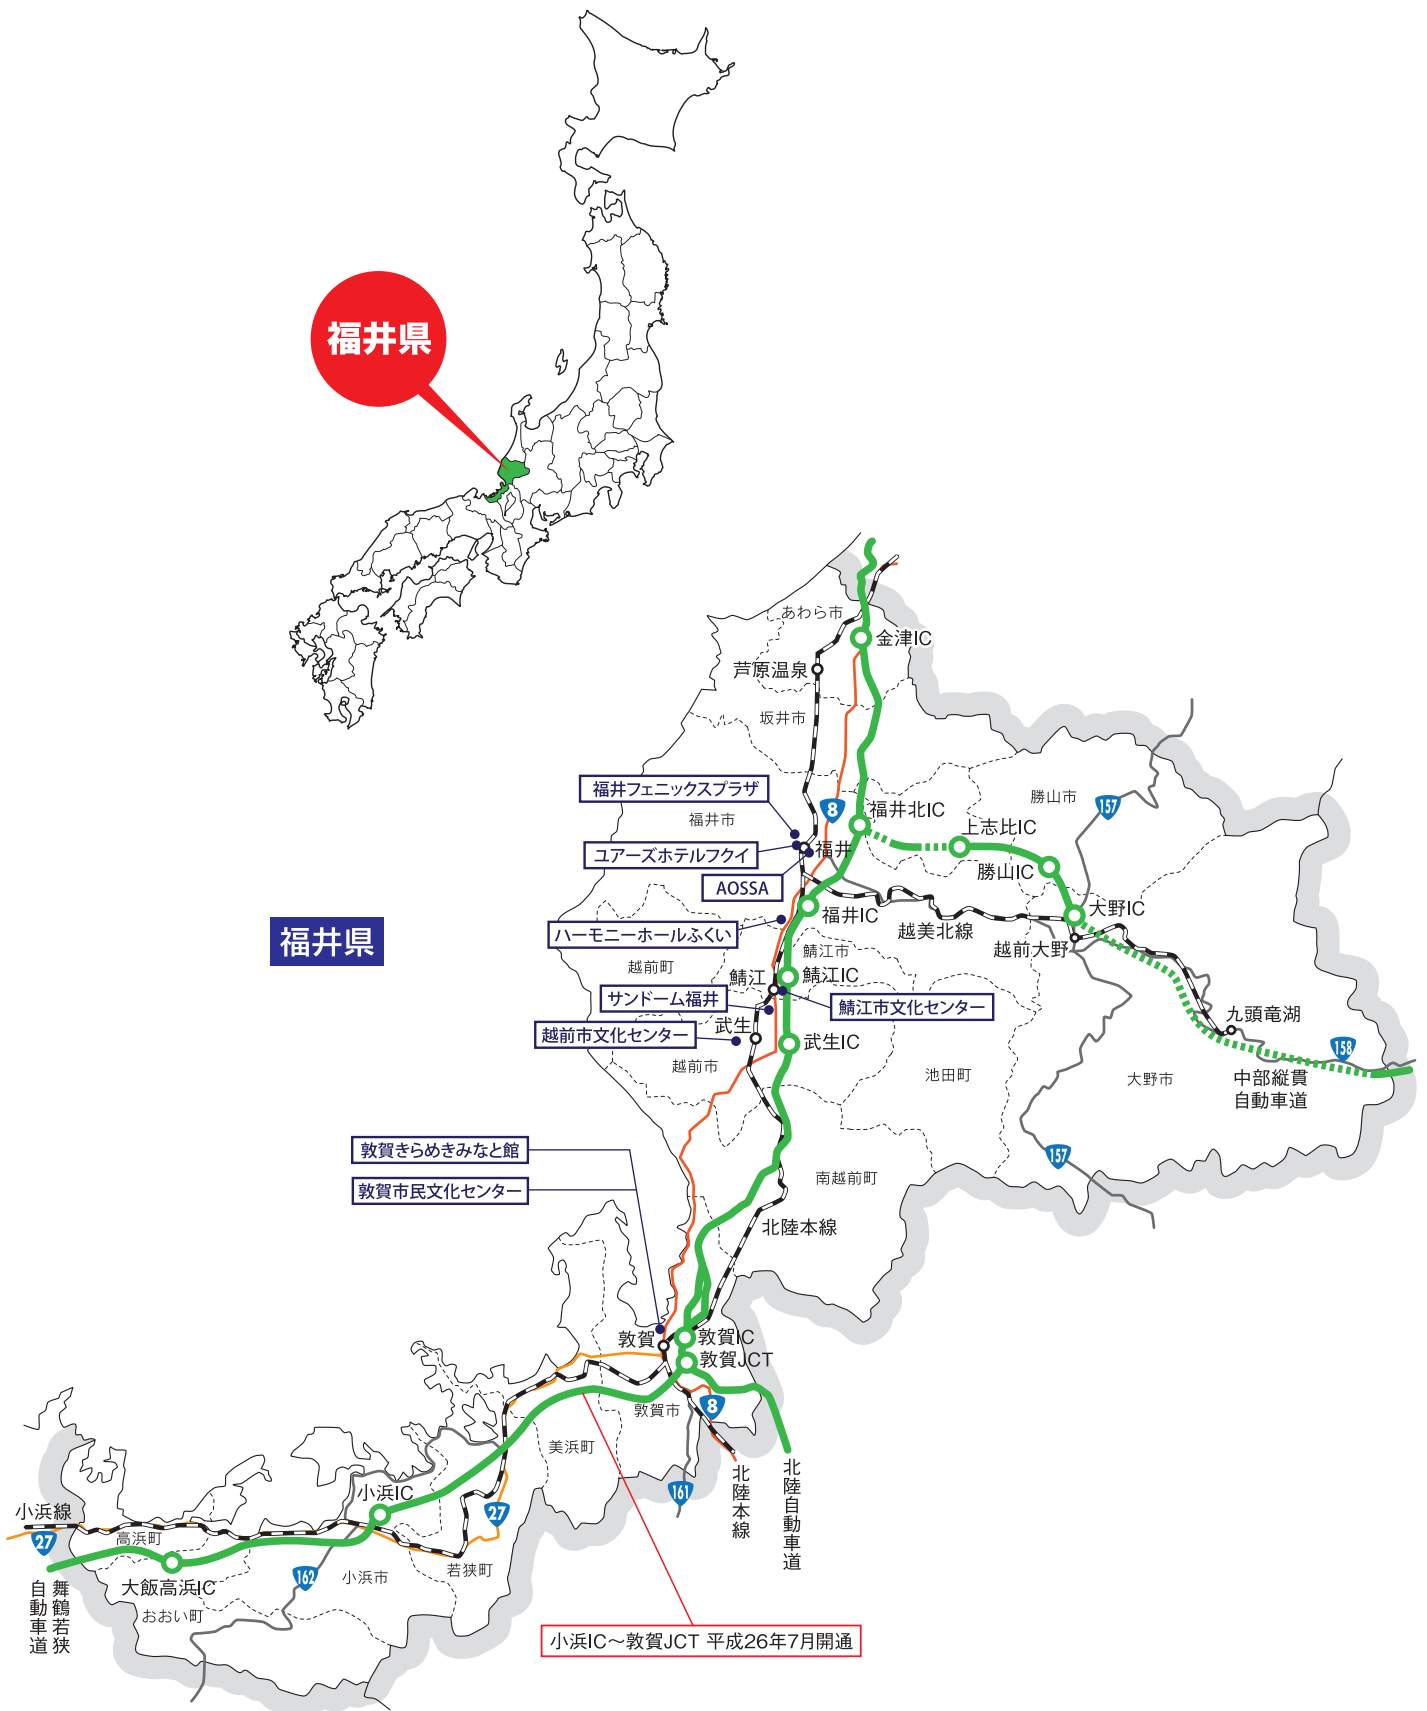 福井県
あわら市
金津IC
芦原温泉
坂井市
福井フェニックスプラザ
福井市
8
福井北IC
勝山市
157
上志比IC
ユアーズホテルフクイ
福井
勝山IC
AOSSA
福井IC
大野IC
越美北線
越前大野
ハーモニーホールふくい
福井県
鯖江市
越前町
鯖江
鯖江IC
サンドーム福井
鯖江市文化センター
九頭竜湖
越前市文化センター
武生
武生IC
158
越前市
池田町
大野市
中部縦貫
自動車道
敦賀きらめきみなと館
157
敦賀市民文化センター
南越前町
北陸本線
敦賀
敦賀IC
敦賀JCT
敦賀市
8
美浜町
161
北陸本線
北陸自動車道
小浜IC
小浜線
27
27
高浜町
大飯高浜IC
162
小浜市
若狭町
おおい町
舞鶴若狭
自動車道
小浜IC～敦賀JCT 平成26年7月開通